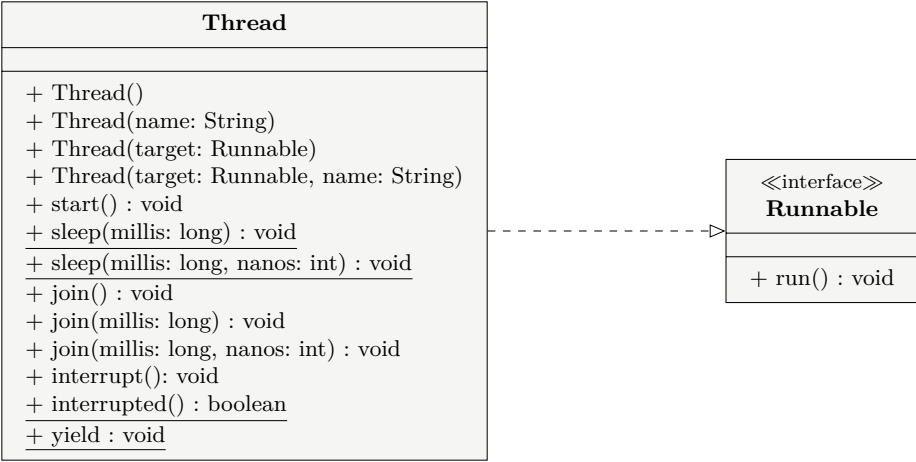 Thread
+ Thread()
+ Thread(name: String)
+ Thread(target: Runnable)
+ Thread(target: Runnable, name: String)
+ start() : void
+ sleep(millis: long) : void
+ sleep(millis: long, nanos: int) : void
+ join() : void
+ join(millis: long) : void
+ join(millis: long, nanos: int) : void
+ interrupt(): void
+ interrupted() : boolean
+ yield : void
≪interface≫
Runnable
+ run() : void